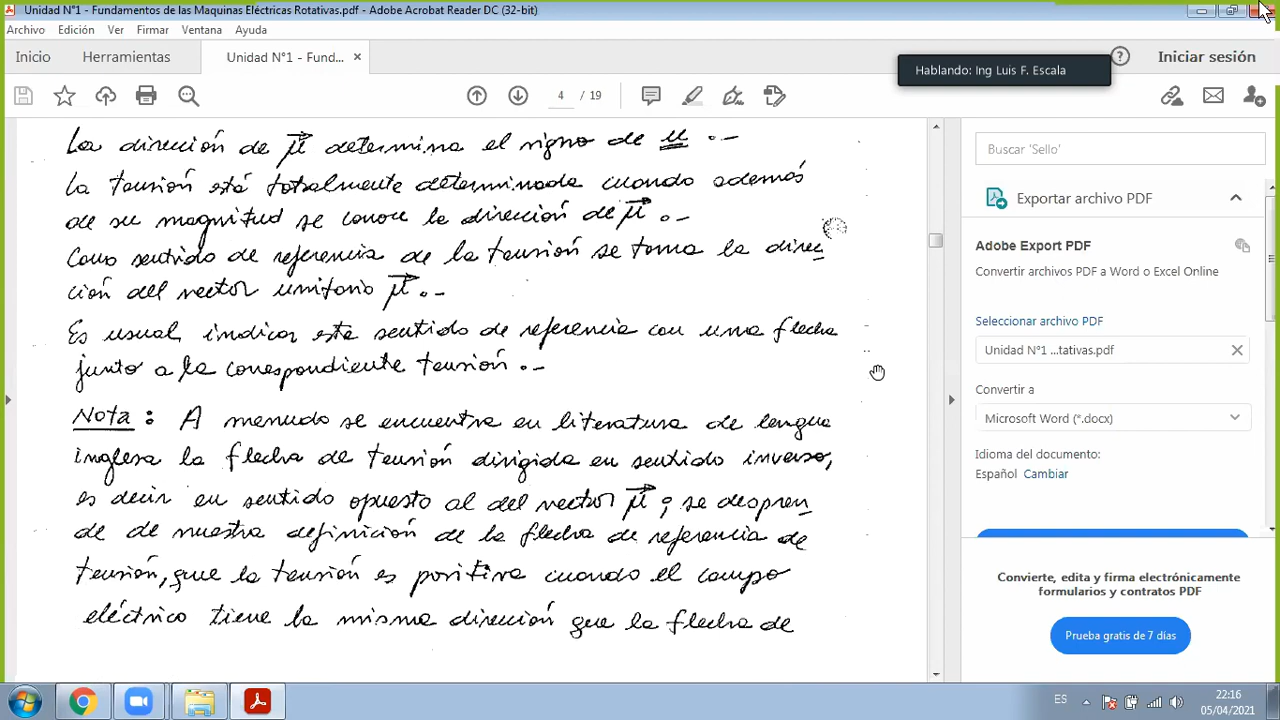 Unidad N°1 - Fundamentos de las Maquinas Eléctricas Rotativas.pdf - Adobe Acrobat Reader DC (32-bit)
Archivo Edición Ver Firmar Ventana Ayuda
Inicio Herramientas Unidad N°1 - Fund... × Iniciar sesión
Hablando: Ing Luis F. Escala
4 / 19
La dirección de μ⃗ determina el signo de u .-
La tensión está totalmente determinada cuando además
de su magnitud se conoce la dirección de μ⃗ .-
Como sentido de referencia de la tensión se toma la direc
ción del vector unitario μ⃗ .-
Es usual indicar este sentido de referencia con una flecha
junto a la correspondiente tensión .-
Nota : A menudo se encuentra en literatura de lengua
inglesa la flecha de tensión dirigida en sentido inverso,
es decir en sentido opuesto al del vector μ⃗ ; se despren
de de nuestra definición de la flecha de referencia de
tensión, que la tensión es positiva cuando el campo
eléctrico tiene la misma dirección que la flecha de
Buscar 'Sello'
Exportar archivo PDF
Adobe Export PDF
Convertir archivos PDF a Word o Excel Online
Seleccionar archivo PDF
Unidad N°1 ...tativas.pdf
Convertir a
Microsoft Word (*.docx)
Idioma del documento:
Español Cambiar
Convierte, edita y firma electrónicamente
formularios y contratos PDF
Prueba gratis de 7 días
ES
22:16
05/04/2021